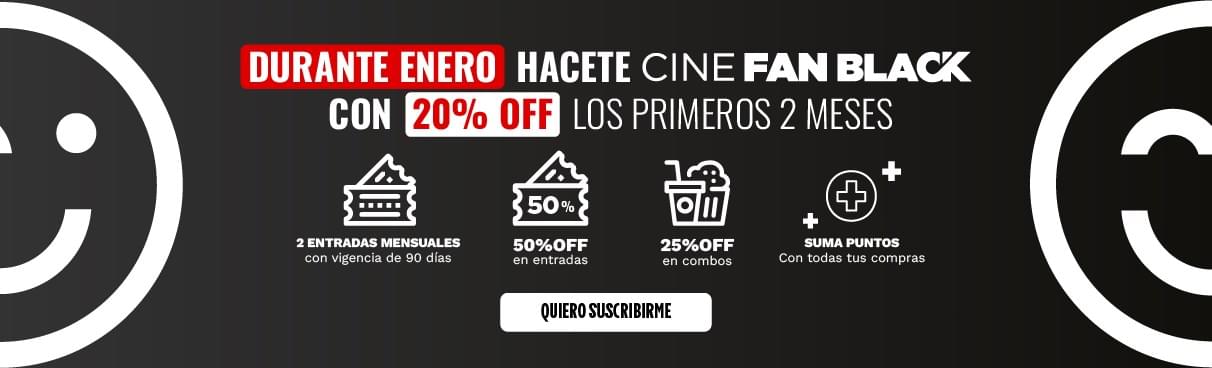 DURANTE ENERO HACETE CINE FAN BLACK
CON 20% OFF LOS PRIMEROS 2 MESES
50%
2 ENTRADAS MENSUALES
con vigencia de 90 días
50%OFF
en entradas
25%OFF
en combos
SUMA PUNTOS
Con todas tus compras
QUIERO SUSCRIBIRME